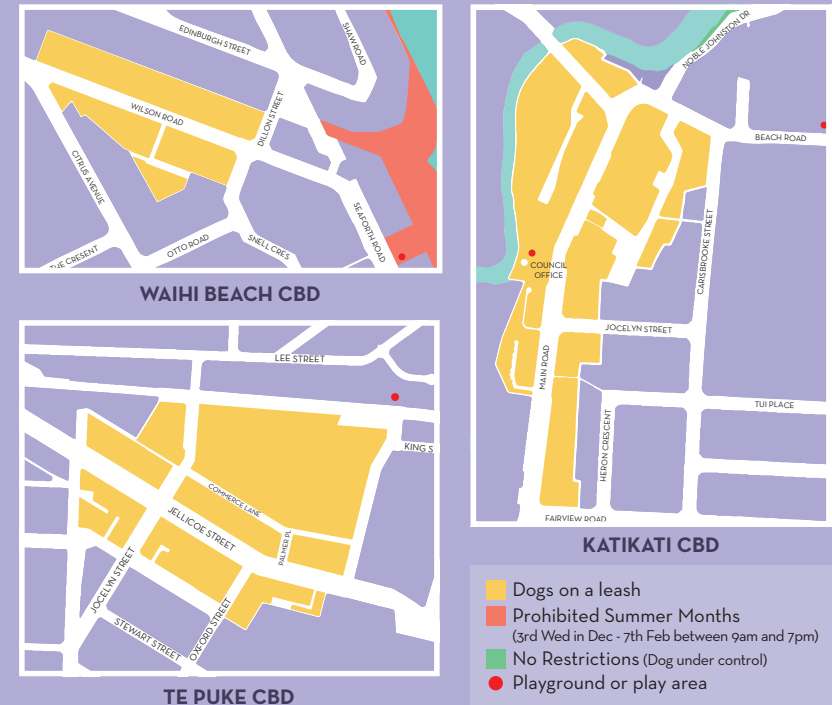 EDINBURGH STREET
SHAW ROAD
WILSON ROAD
DILLON STREET
CITRUS AVENUE
SEAFORTH ROAD
OTTO ROAD
SNELL CRES
THE CRESENT
WAIHI BEACH CBD
LEE STREET
KING S
COMMERCE LANE
JELLICOE STREET
PALMER PL
JOCELYN STREET
STEWART STREET
OXFORD STREET
TE PUKE CBD
NOBLE JOHNSTON DR
BEACH ROAD
CARISBROOKE STREET
COUNCIL
OFFICE
JOCELYN STREET
MAIN ROAD
TUI PLACE
HERON CRESCENT
FAIRVIEW ROAD
KATIKATI CBD
Dogs on a leash
Prohibited Summer Months
(3rd Wed in Dec - 7th Feb between 9am and 7pm)
No Restrictions (Dog under control)
Playground or play area